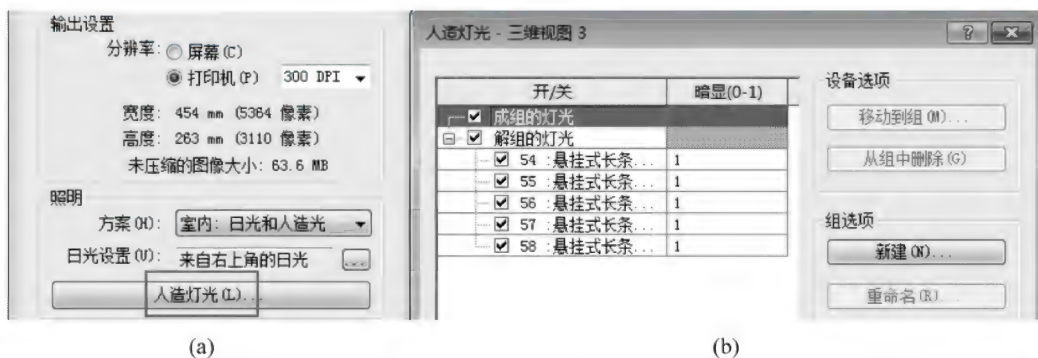 输出设置
分辨率: 屏幕(C)
打印机(P) 300 DPI
宽度: 454 mm (5364 像素)
高度: 263 mm (3110 像素)
未压缩的图像大小: 63.6 MB
照明
方案(H): 室内: 日光和人造光
日光设置(U): 来自右上角的日光 ...
人造灯光(L)...
(a)
人造灯光 - 三维视图 3
开/关 暗显(0-1)
成组的灯光
解组的灯光
54 :悬挂式长条... 1
55 :悬挂式长条... 1
56 :悬挂式长条... 1
57 :悬挂式长条... 1
58 :悬挂式长条... 1
设备选项
移动到组(M)...
从组中删除(G)
组选项
新建(N)...
重命名(R)...
(b)